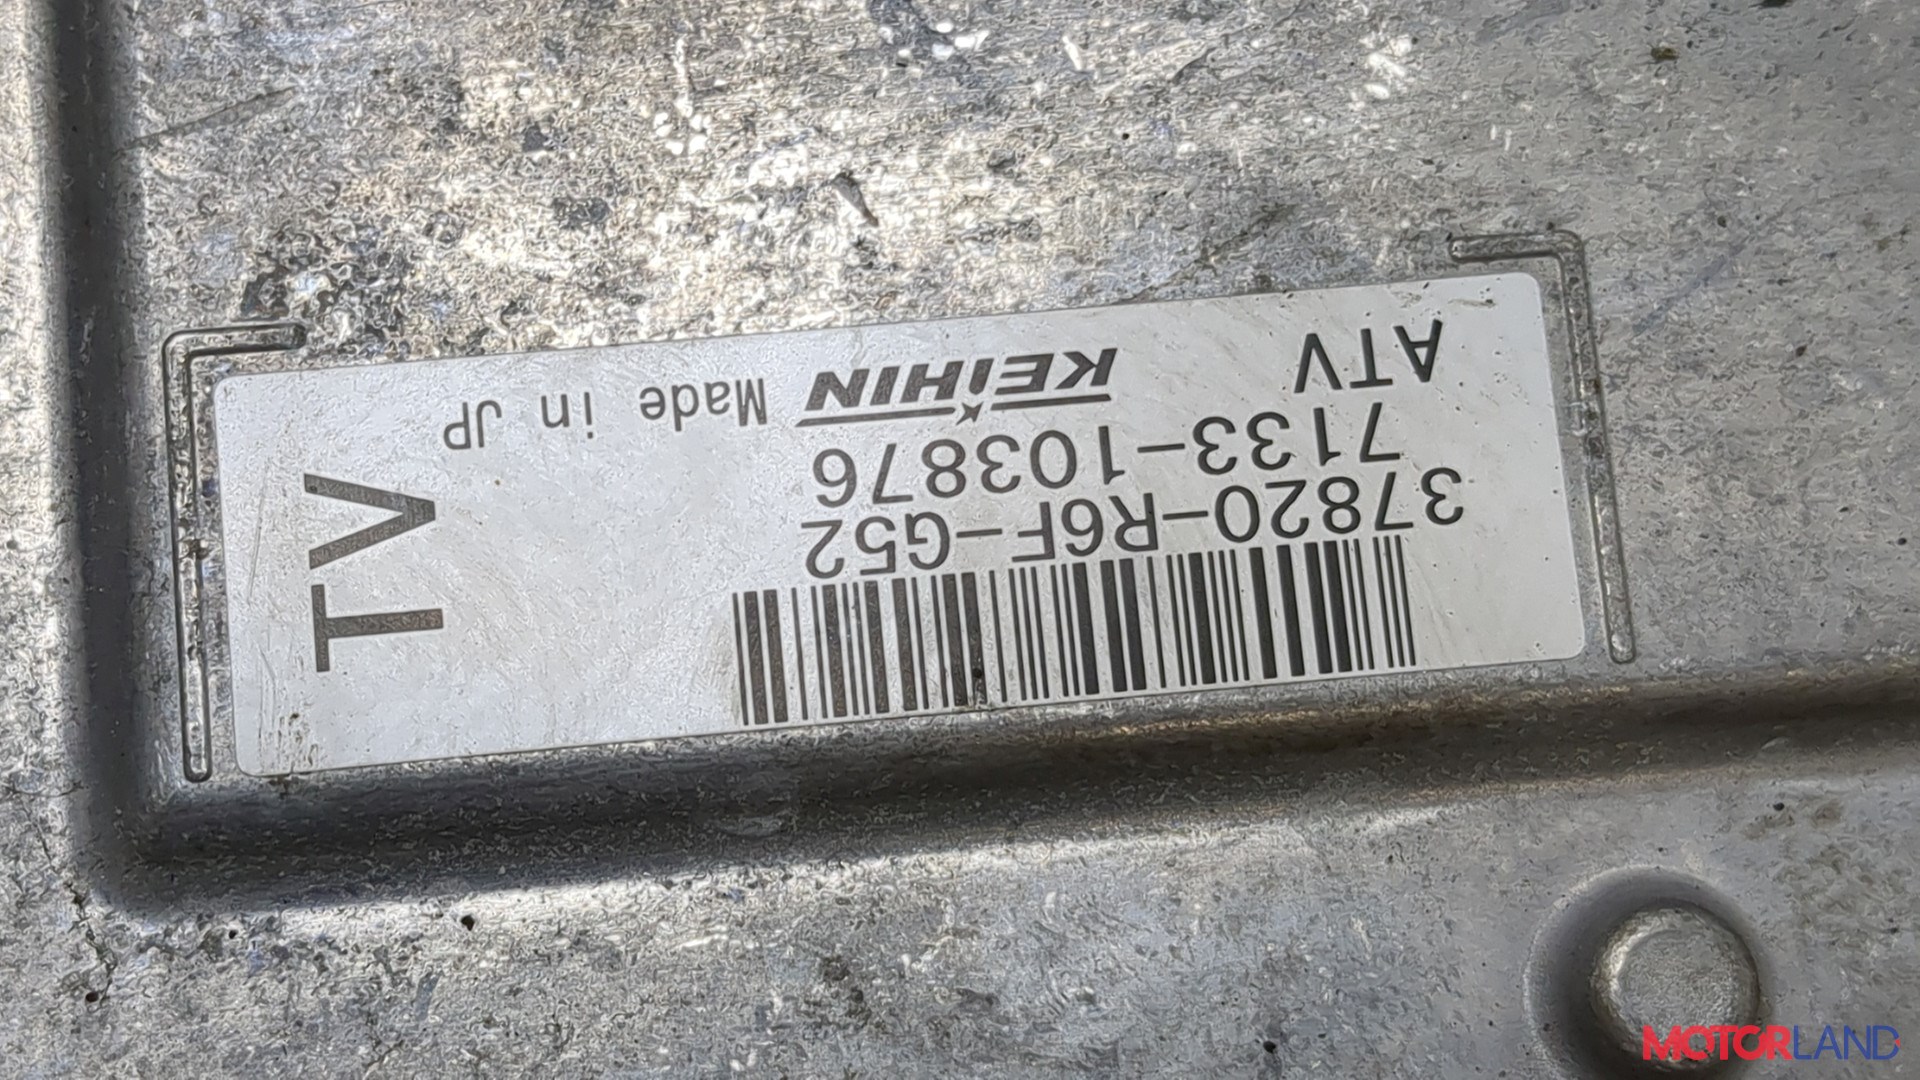 37820-R6F-G52
7133-103876
ATV KEIHIN Made in JP
TV
MOTORLAND